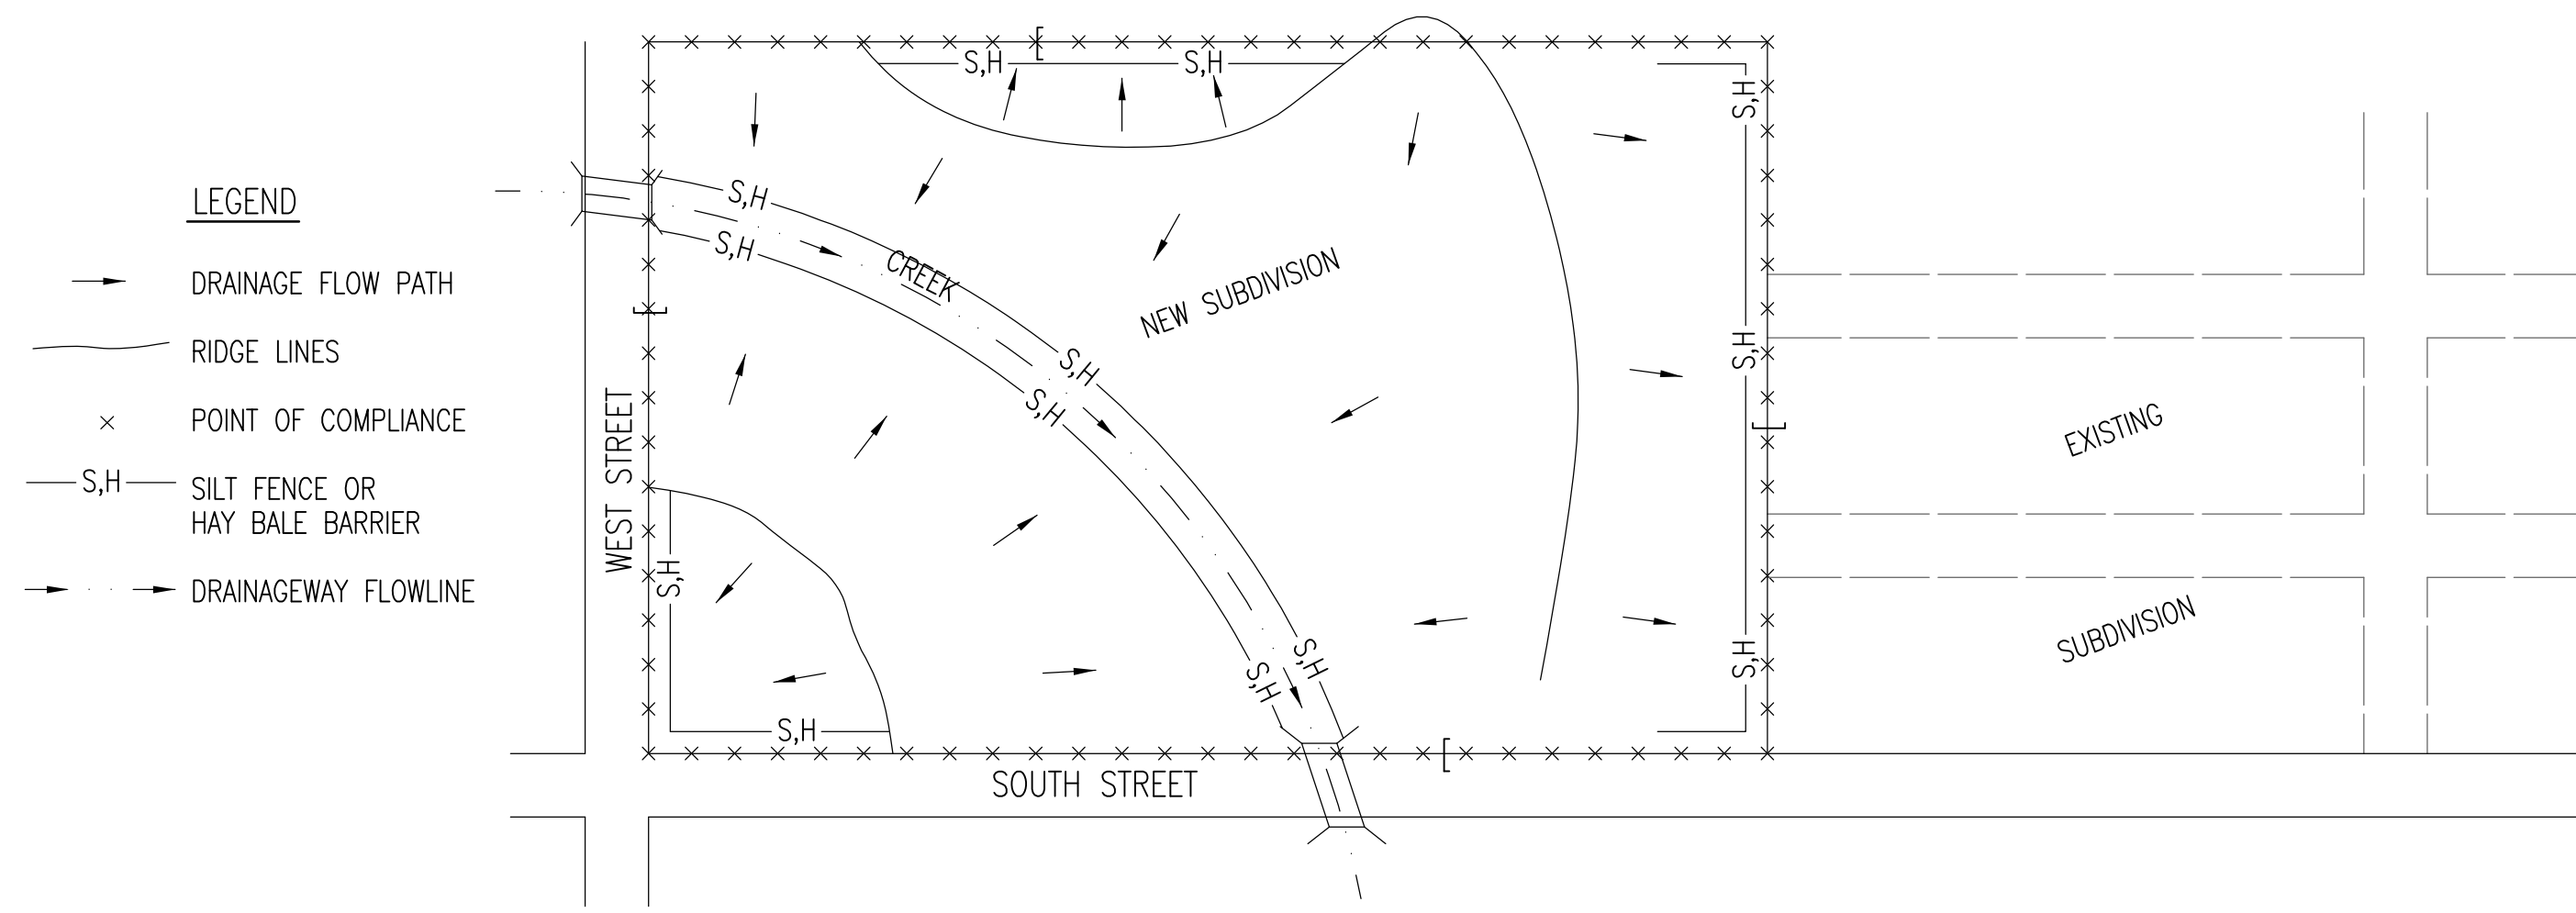 LEGEND
DRAINAGE FLOW PATH
RIDGE LINES
POINT OF COMPLIANCE
S,H
SILT FENCE OR
HAY BALE BARRIER
DRAINAGEWAY FLOWLINE
S,H
S,H
S,H
S,H
S,H
CREEK
NEW SUBDIVISION
S,H
S,H
S,H
WEST STREET
EXISTING
S,H
S,H
S,H
S,H
S,H
SUBDIVISION
SOUTH STREET